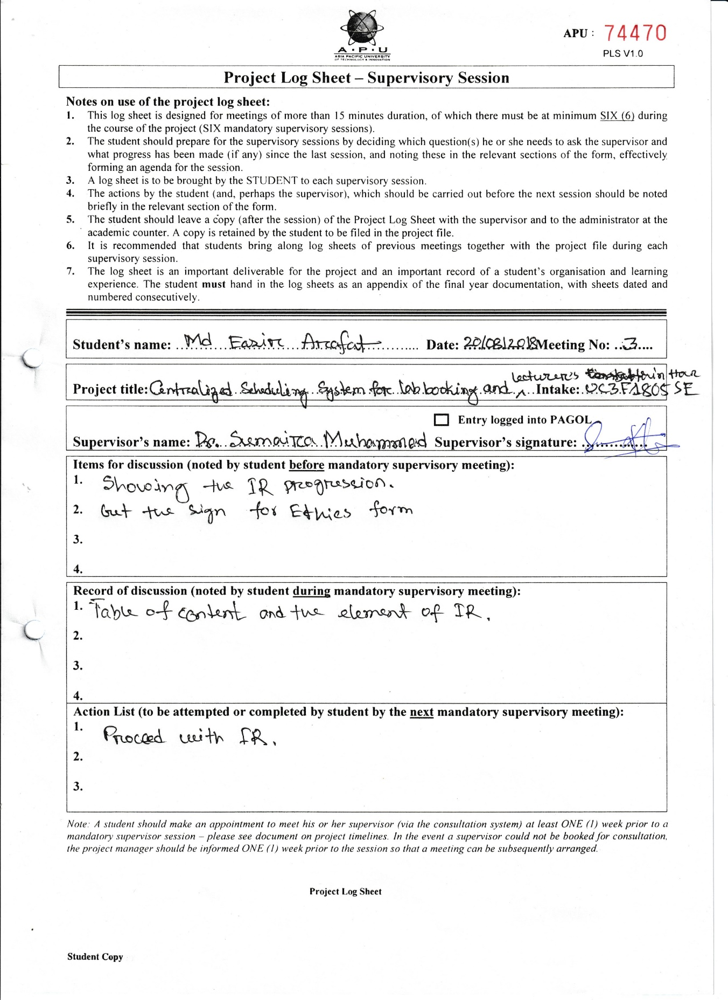 A • P • U
ASIA PACIFIC UNIVERSITY
OF TECHNOLOGY & INNOVATION
APU : 74470
PLS V1.0
Project Log Sheet – Supervisory Session
Notes on use of the project log sheet:
1. This log sheet is designed for meetings of more than 15 minutes duration, of which there must be at minimum SIX (6) during
the course of the project (SIX mandatory supervisory sessions).
2. The student should prepare for the supervisory sessions by deciding which question(s) he or she needs to ask the supervisor and
what progress has been made (if any) since the last session, and noting these in the relevant sections of the form, effectively
forming an agenda for the session.
3. A log sheet is to be brought by the STUDENT to each supervisory session.
4. The actions by the student (and, perhaps the supervisor), which should be carried out before the next session should be noted
briefly in the relevant section of the form.
5. The student should leave a copy (after the session) of the Project Log Sheet with the supervisor and to the administrator at the
academic counter. A copy is retained by the student to be filed in the project file.
6. It is recommended that students bring along log sheets of previous meetings together with the project file during each
supervisory session.
7. The log sheet is an important deliverable for the project and an important record of a student's organisation and learning
experience. The student must hand in the log sheets as an appendix of the final year documentation, with sheets dated and
numbered consecutively.
Student's name: Md Eazir Arafat Date: 20/08/2018 Meeting No: 3
lecturer's Hour
Project title: Centralized Scheduling System for lab booking and Intake: UC3F1805 SE
Entry logged into PAGOL
Supervisor's name: Dr. Sumaira Muhammad Supervisor's signature:
Items for discussion (noted by student before mandatory supervisory meeting):
1. Showing the IR progression.
2. Get the sign for Ethics form
3.
4.
Record of discussion (noted by student during mandatory supervisory meeting):
1. Table of content and the element of IR.
2.
3.
4.
Action List (to be attempted or completed by student by the next mandatory supervisory meeting):
1. Proceed with IR.
2.
3.
Note: A student should make an appointment to meet his or her supervisor (via the consultation system) at least ONE (1) week prior to a
mandatory supervisor session – please see document on project timelines. In the event a supervisor could not be booked for consultation,
the project manager should be informed ONE (1) week prior to the session so that a meeting can be subsequently arranged.
Project Log Sheet
Student Copy